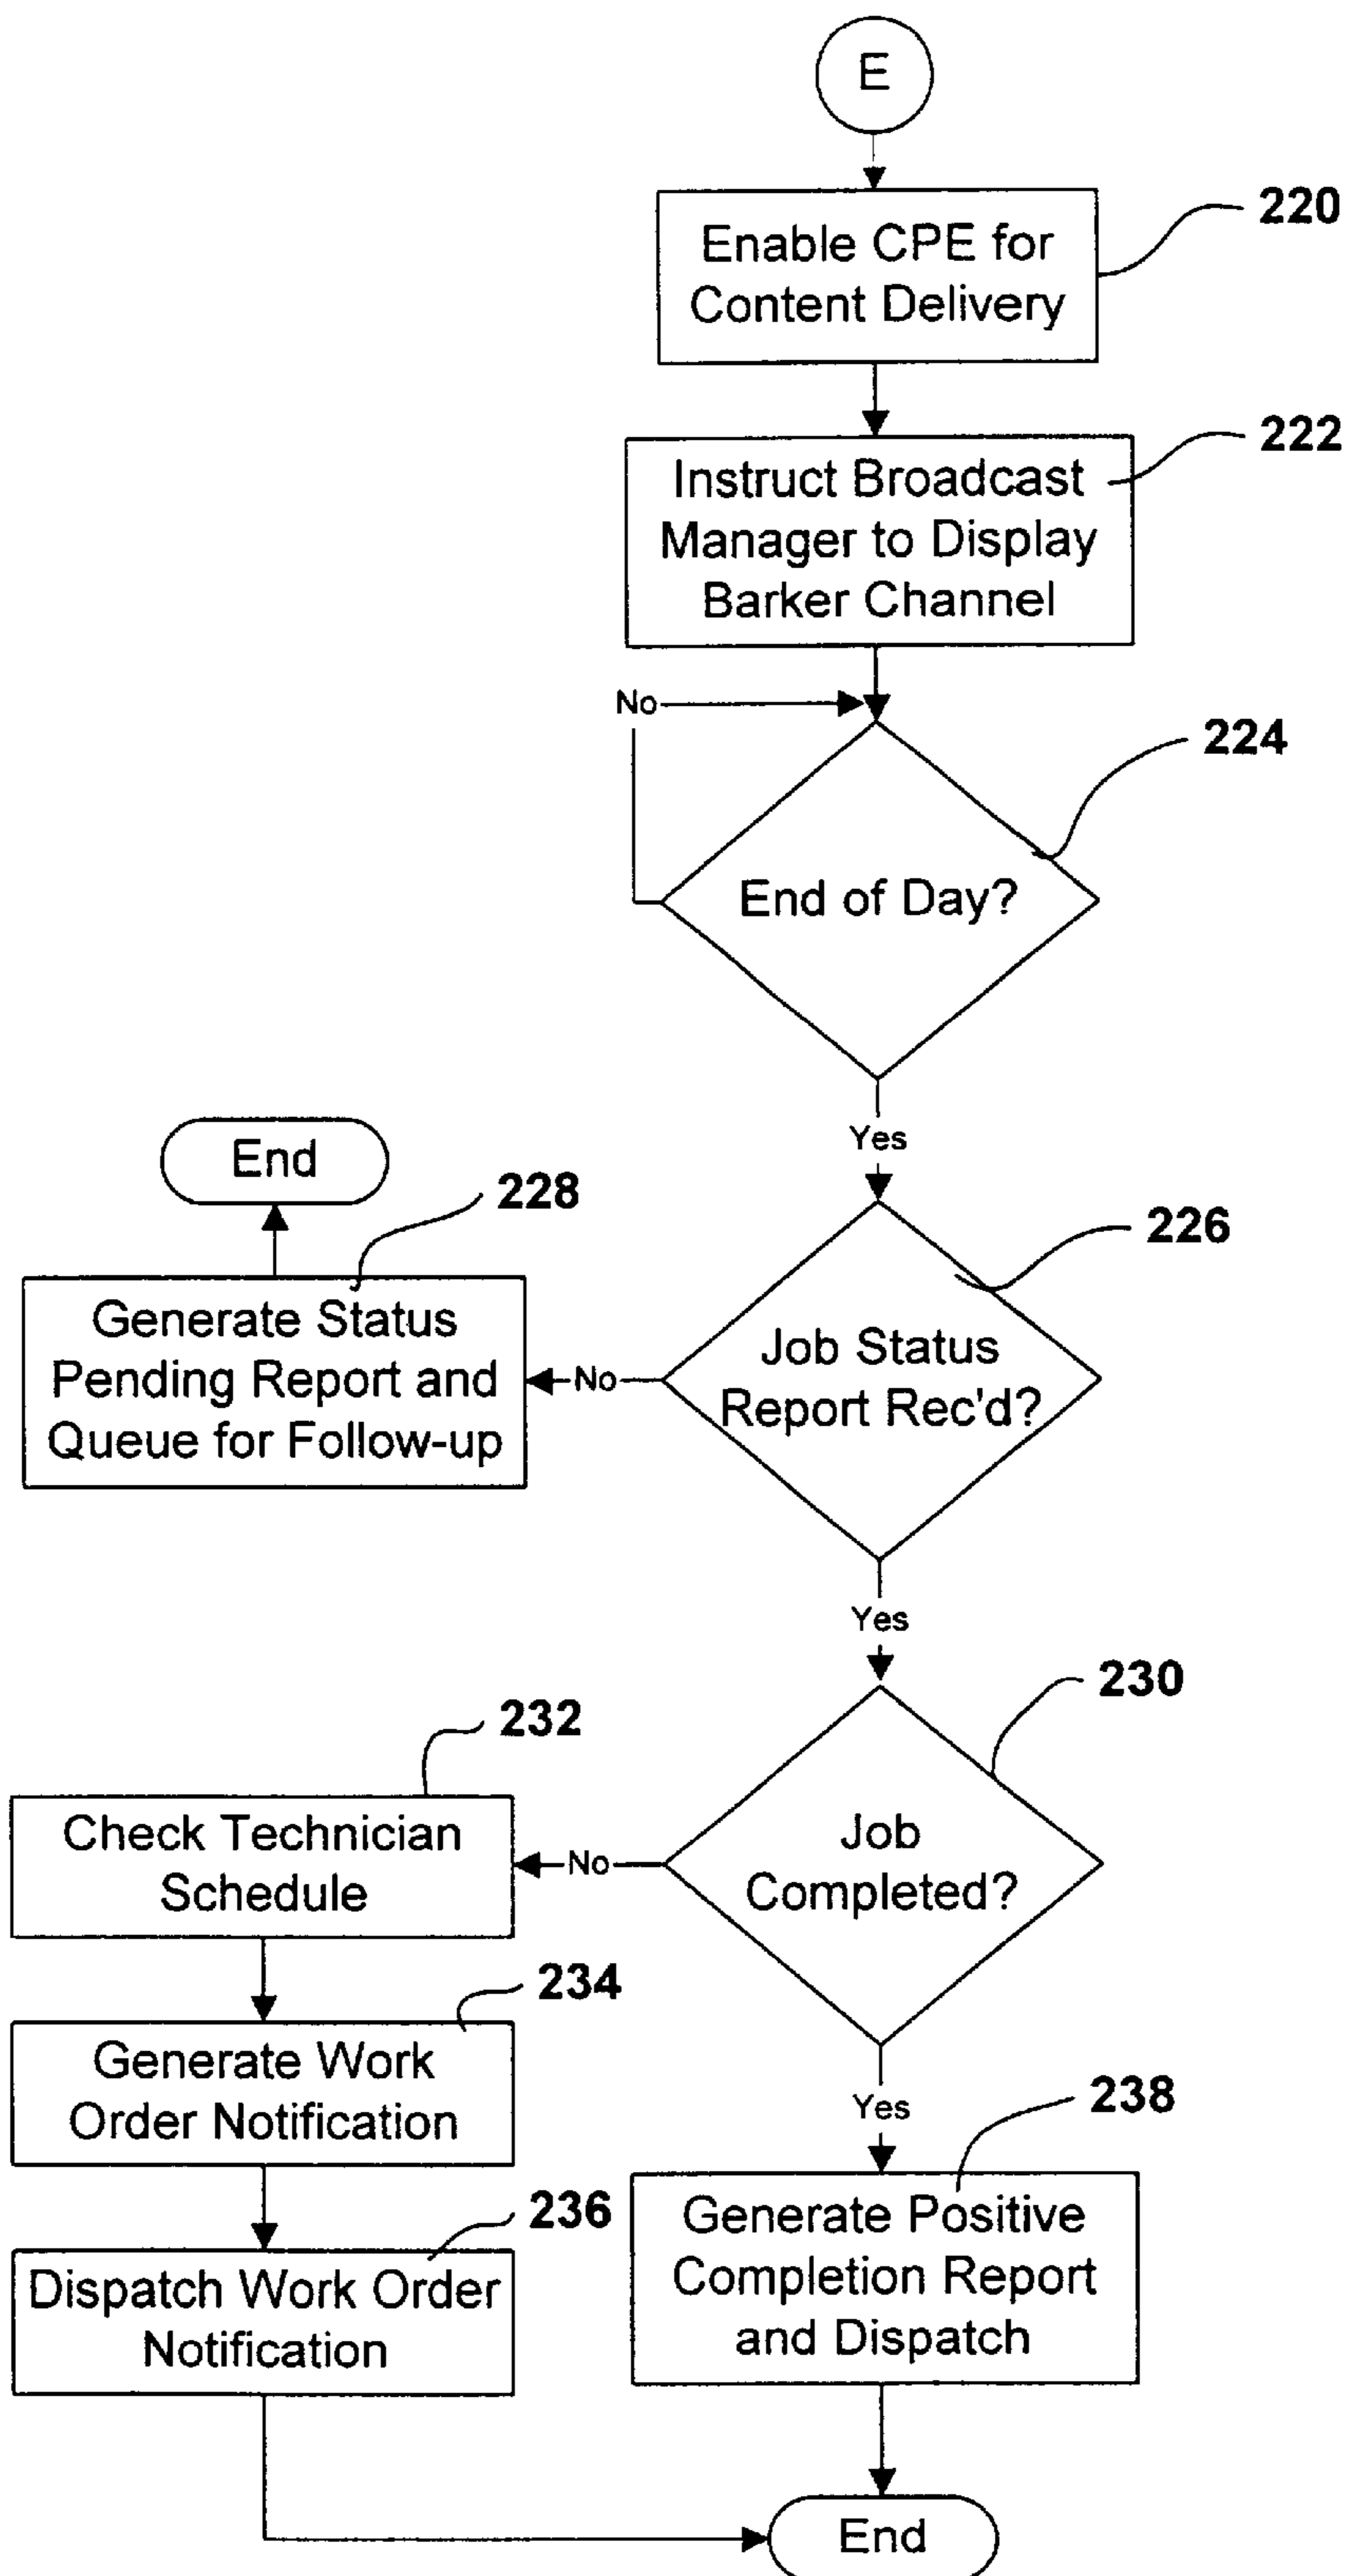 E
220
Enable CPE for
Content Delivery
222
Instruct Broadcast
Manager to Display
Barker Channel
No
224
End of Day?
Yes
End
228
226
Generate Status
Pending Report and
Queue for Follow-up
No
Job Status
Report Rec'd?
Yes
230
232
Check Technician
Schedule
No
Job
Completed?
234
Generate Work
Order Notification
Yes
238
236
Dispatch Work Order
Notification
Generate Positive
Completion Report
and Dispatch
End